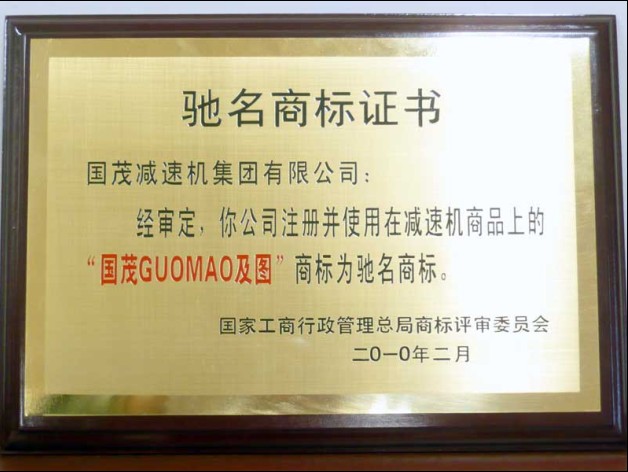 驰名商标证书
国茂减速机集团有限公司：
经审定，你公司注册并使用在减速机商品上的
“国茂GUOMAO及图”商标为驰名商标。
国家工商行政管理总局商标评审委员会
二0一0年二月